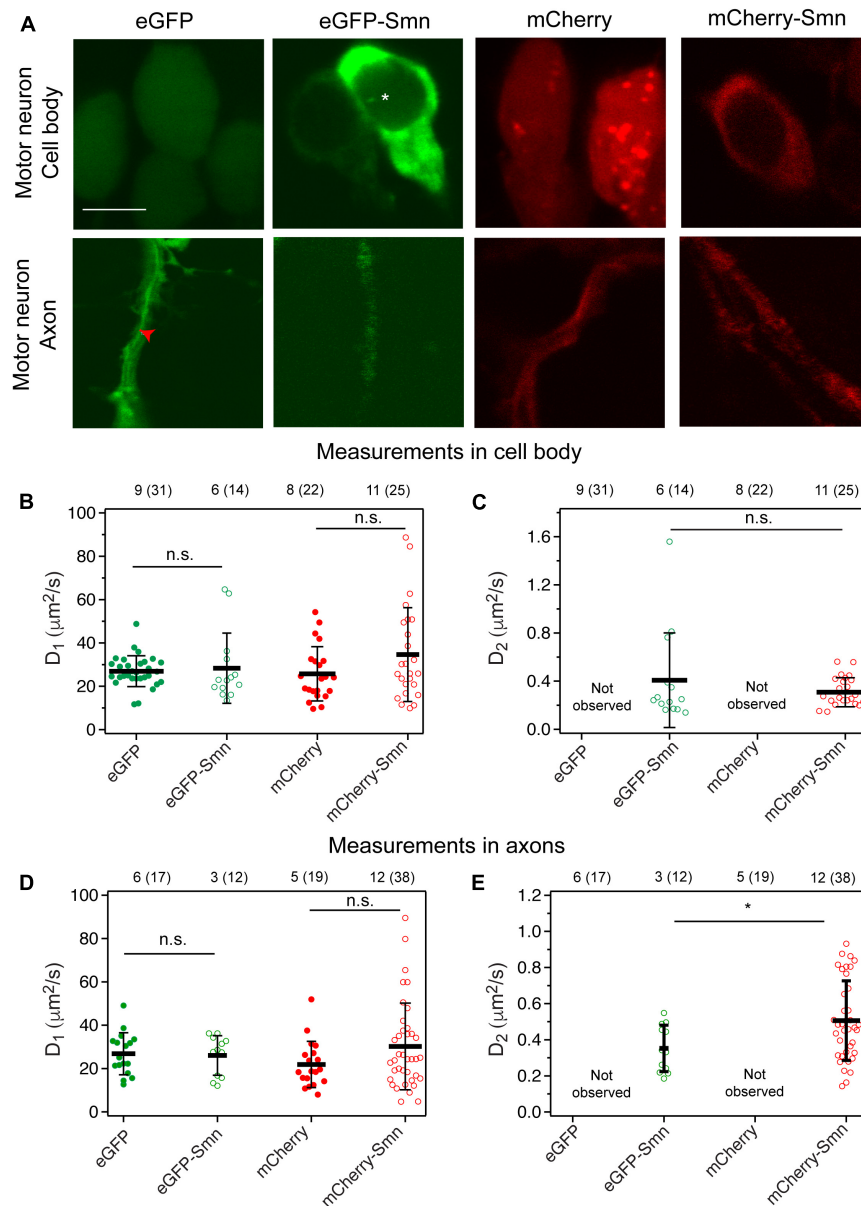 A
eGFP eGFP-Smn mCherry mCherry-Smn
Motor neuron
Cell body
*
Motor neuron
Axon
Measurements in cell body
B
9 (31) 6 (14) 8 (22) 11 (25)
n.s.
n.s.
D1 (μm2/s)
100
80
60
40
20
0
eGFP eGFP-Smn mCherry mCherry-Smn
C
9 (31) 6 (14) 8 (22) 11 (25)
n.s.
D2 (μm2/s)
1.6
1.2
0.8
0.4
0.0
Not
observed
Not
observed
eGFP eGFP-Smn mCherry mCherry-Smn
Measurements in axons
D
6 (17) 3 (12) 5 (19) 12 (38)
n.s.
n.s.
D1 (μm2/s)
100
80
60
40
20
0
eGFP eGFP-Smn mCherry mCherry-Smn
E
6 (17) 3 (12) 5 (19) 12 (38)
*
D2 (μm2/s)
1.2
1.0
0.8
0.6
0.4
0.2
0.0
Not
observed
Not
observed
eGFP eGFP-Smn mCherry mCherry-Smn